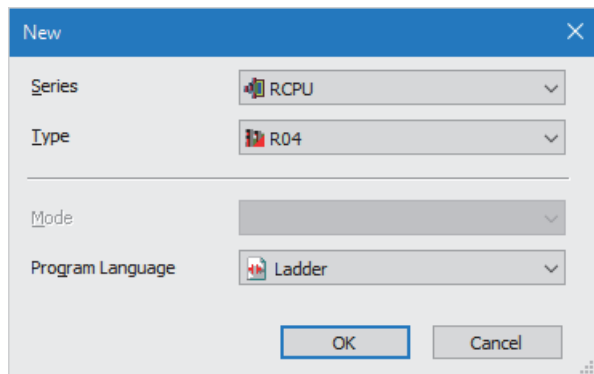 New
Series RCPU
Type R04
Mode
Program Language Ladder
OK Cancel